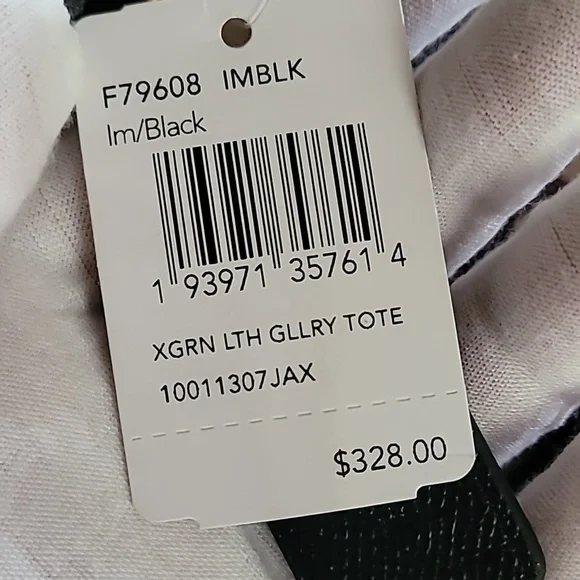 F79608 IMBLK
Im/Black
1 93971 35761 4
XGRN LTH GLLRY TOTE
10011307JAX
$328.00